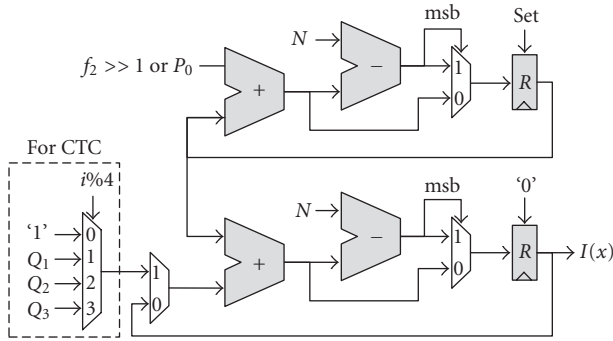 msb
Set
N
f₂ >> 1 or P₀
+
−
1
0
R
For CTC
i%4
'1'
0
Q₁
1
Q₂
2
Q₃
3
1
0
N
+
−
msb
1
0
'0'
R
I(x)